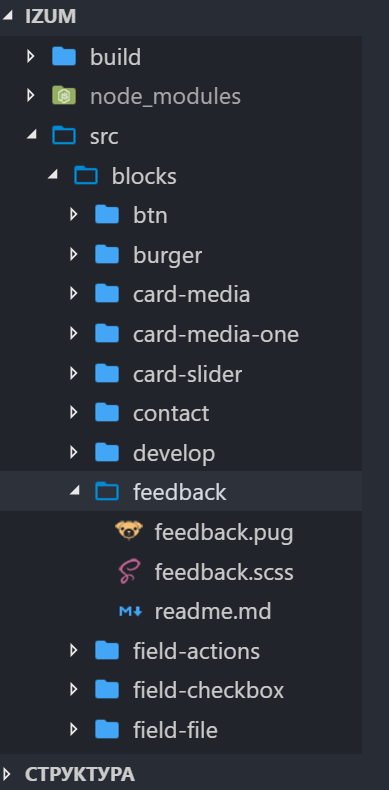 IZUM
build
node_modules
src
blocks
btn
burger
card-media
card-media-one
card-slider
contact
develop
feedback
feedback.pug
feedback.scss
readme.md
field-actions
field-checkbox
field-file
СТРУКТУРА